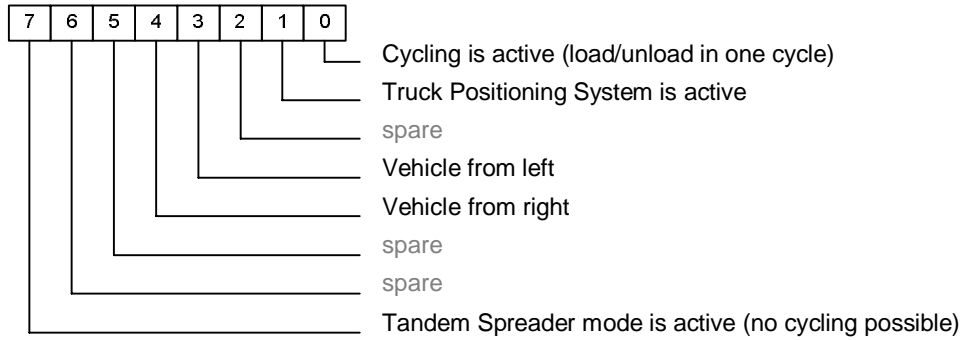 7 6 5 4 3 2 1 0
Cycling is active (load/unload in one cycle)
Truck Positioning System is active
spare
Vehicle from left
Vehicle from right
spare
spare
Tandem Spreader mode is active (no cycling possible)